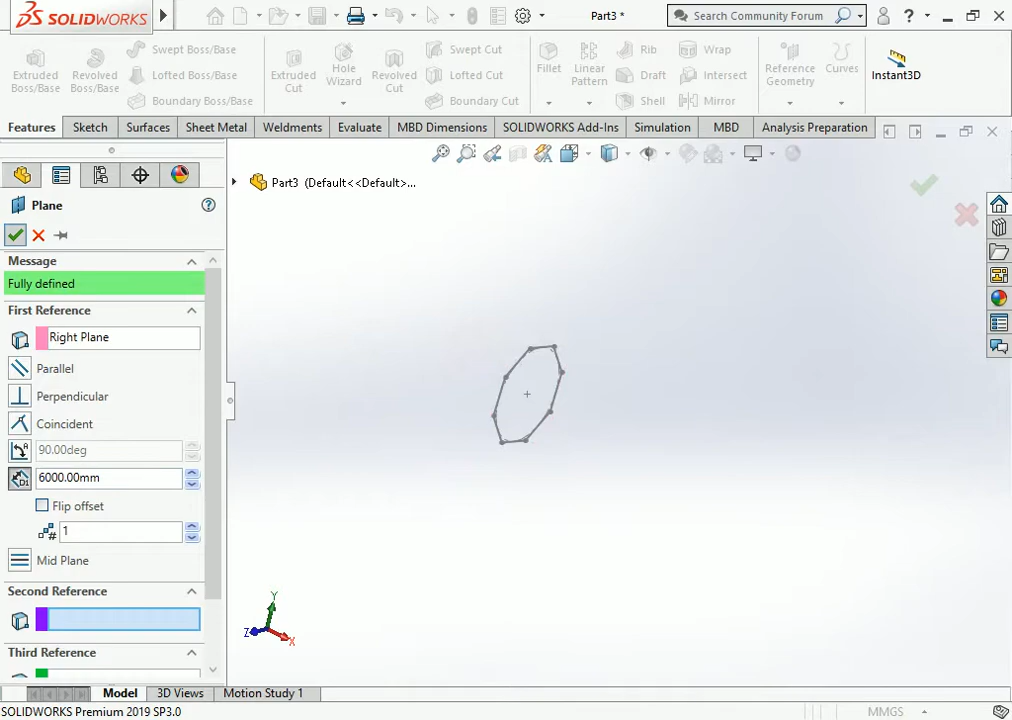 SOLIDWORKS
Part3 *
Search Community Forum
?
Extruded Boss/Base
Revolved Boss/Base
Swept Boss/Base
Lofted Boss/Base
Boundary Boss/Base
Extruded Cut
Hole Wizard
Revolved Cut
Swept Cut
Lofted Cut
Boundary Cut
Fillet
Linear Pattern
Rib
Draft
Shell
Wrap
Intersect
Mirror
Reference Geometry
Curves
Instant3D
Features
Sketch
Surfaces
Sheet Metal
Weldments
Evaluate
MBD Dimensions
SOLIDWORKS Add-Ins
Simulation
MBD
Analysis Preparation
Part3 (Default<<Default>...
Plane
?
Message
Fully defined
First Reference
Right Plane
Parallel
Perpendicular
Coincident
90.00deg
6000.00mm
Flip offset
1
Mid Plane
Second Reference
Third Reference
Y
Z
X
Model
3D Views
Motion Study 1
SOLIDWORKS Premium 2019 SP3.0
MMGS